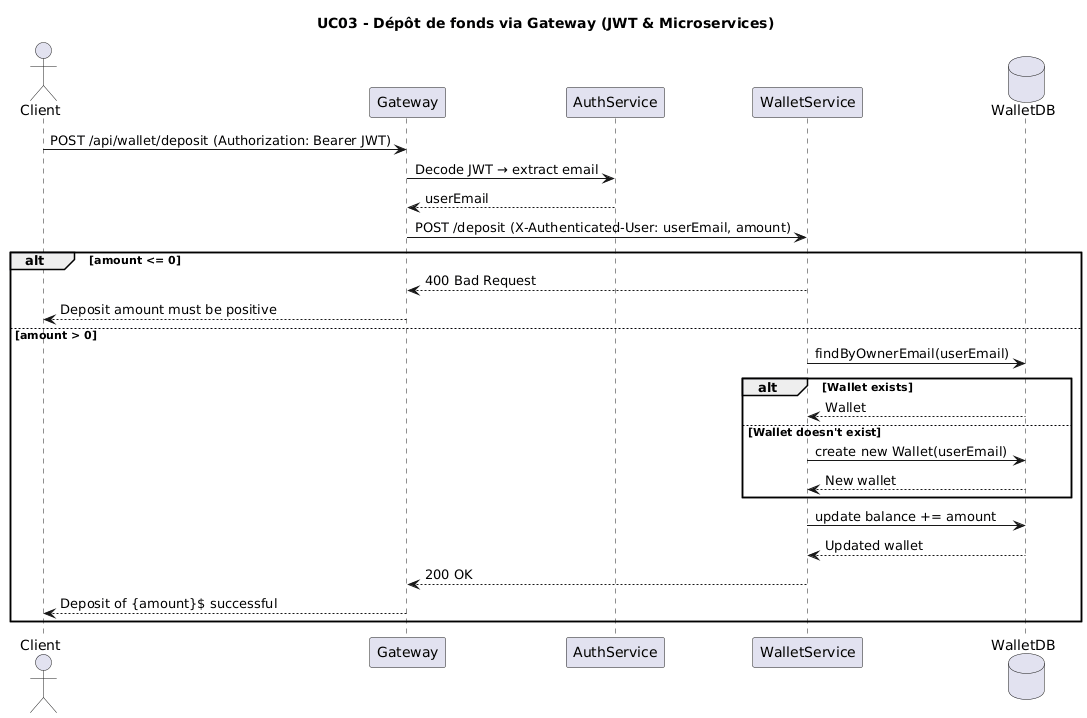 UC03 - Dépôt de fonds via Gateway (JWT & Microservices)
Client
Gateway
AuthService
WalletService
WalletDB
POST /api/wallet/deposit (Authorization: Bearer JWT)
Decode JWT → extract email
userEmail
POST /deposit (X-Authenticated-User: userEmail, amount)
alt [amount <= 0]
400 Bad Request
Deposit amount must be positive
[amount > 0]
findByOwnerEmail(userEmail)
alt [Wallet exists]
Wallet
[Wallet doesn't exist]
create new Wallet(userEmail)
New wallet
update balance += amount
Updated wallet
200 OK
Deposit of {amount}$ successful
Client
Gateway
AuthService
WalletService
WalletDB